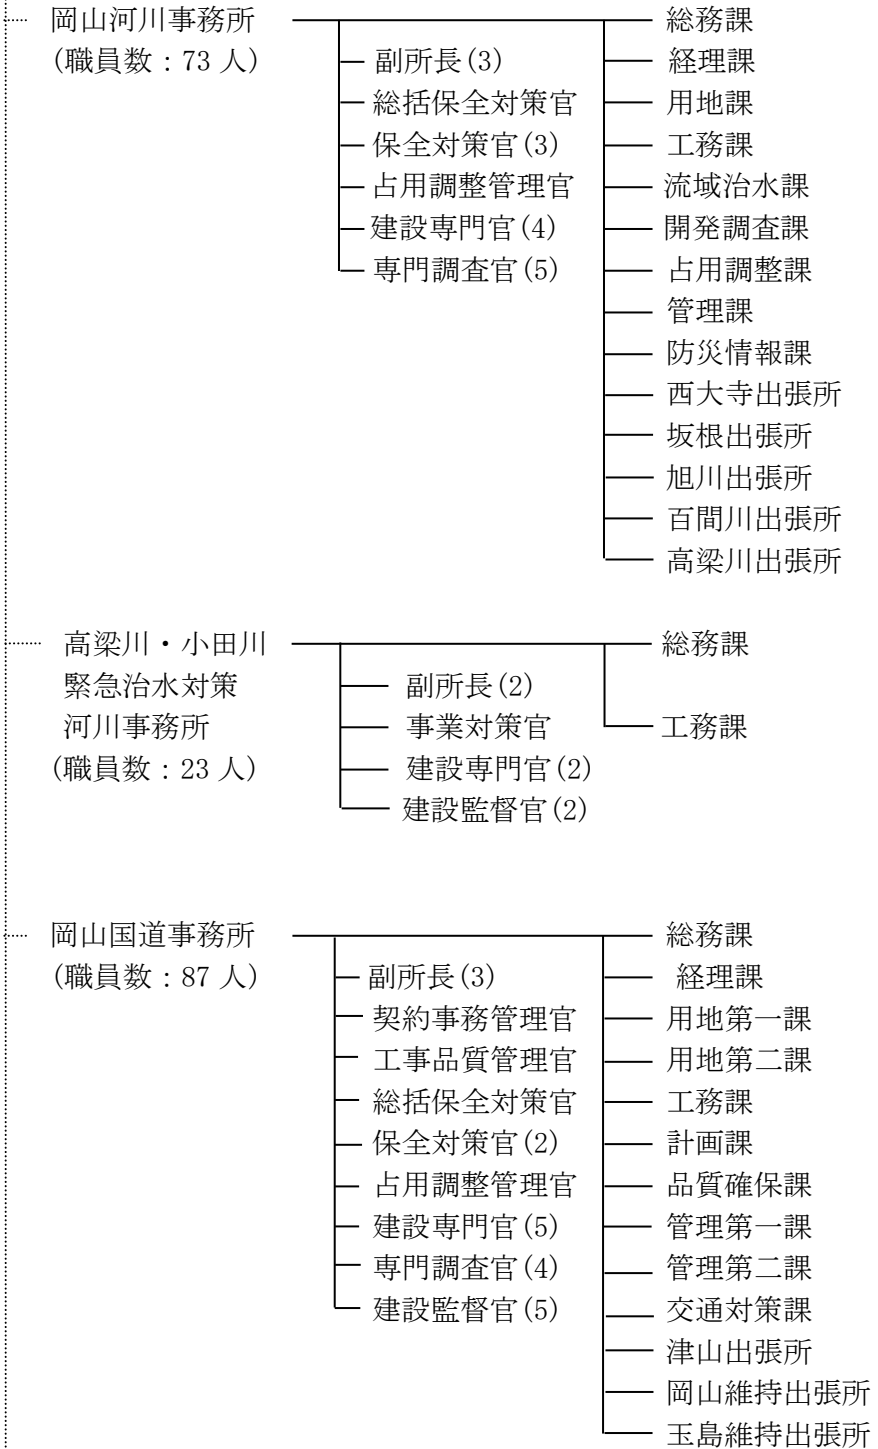 岡山河川事務所
(職員数：73 人)
副所長(3)
総括保全対策官
保全対策官(3)
占用調整管理官
建設専門官(4)
専門調査官(5)
総務課
経理課
用地課
工務課
流域治水課
開発調査課
占用調整課
管理課
防災情報課
西大寺出張所
坂根出張所
旭川出張所
百間川出張所
高梁川出張所
高梁川・小田川
緊急治水対策
河川事務所
(職員数：23 人)
副所長(2)
事業対策官
建設専門官(2)
建設監督官(2)
総務課
工務課
岡山国道事務所
(職員数：87 人)
副所長(3)
契約事務管理官
工事品質管理官
総括保全対策官
保全対策官(2)
占用調整管理官
建設専門官(5)
専門調査官(4)
建設監督官(5)
総務課
経理課
用地第一課
用地第二課
工務課
計画課
品質確保課
管理第一課
管理第二課
交通対策課
津山出張所
岡山維持出張所
玉島維持出張所